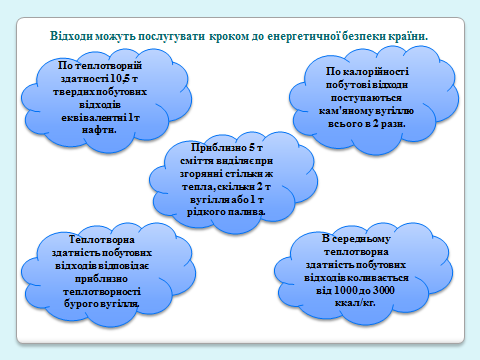 Відходи можуть послугувати кроком до енергетичної безпеки країни.
По теплотворній
здатності 10,5 т
твердих побутових
відходів
еквівалентні 1т
нафти.
По калорійності
побутові відходи
поступаються
кам'яному вугіллю
всього в 2 рази.
Приблизно 5 т
сміття виділяє при
згорянні стільки ж
тепла, скільки 2 т
вугілля або 1 т
рідкого палива.
Теплотворна
здатність побутових
відходів відповідає
приблизно
теплотворності
бурого вугілля.
В середньому
теплотворна
здатність побутових
відходів коливається
від 1000 до 3000
ккал/кг.